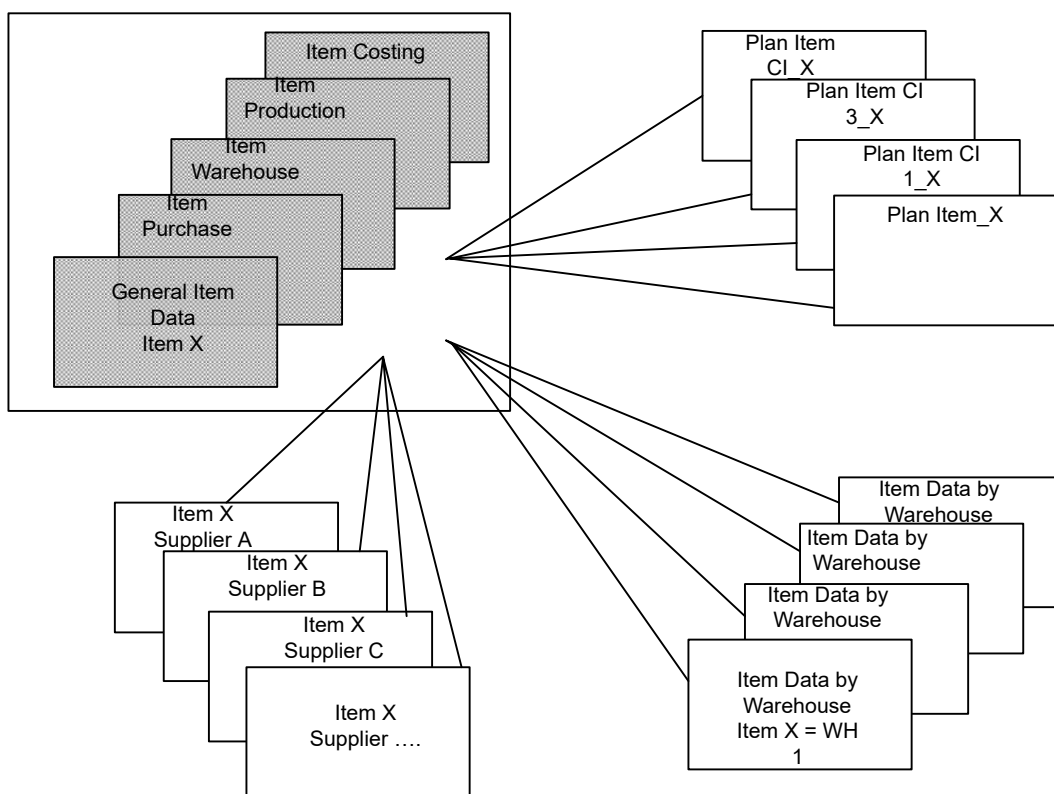 Item Costing
Item
Production
Item
Warehouse
Item
Purchase
General Item
Data
Item X
Plan Item
CI_X
Plan Item CI
3_X
Plan Item CI
1_X
Plan Item_X
Item X
Supplier A
Item X
Supplier B
Item X
Supplier C
Item X
Supplier ….
Item Data by
Warehouse
Item Data by
Warehouse
Item Data by
Warehouse
Item Data by
Warehouse
Item X = WH
1